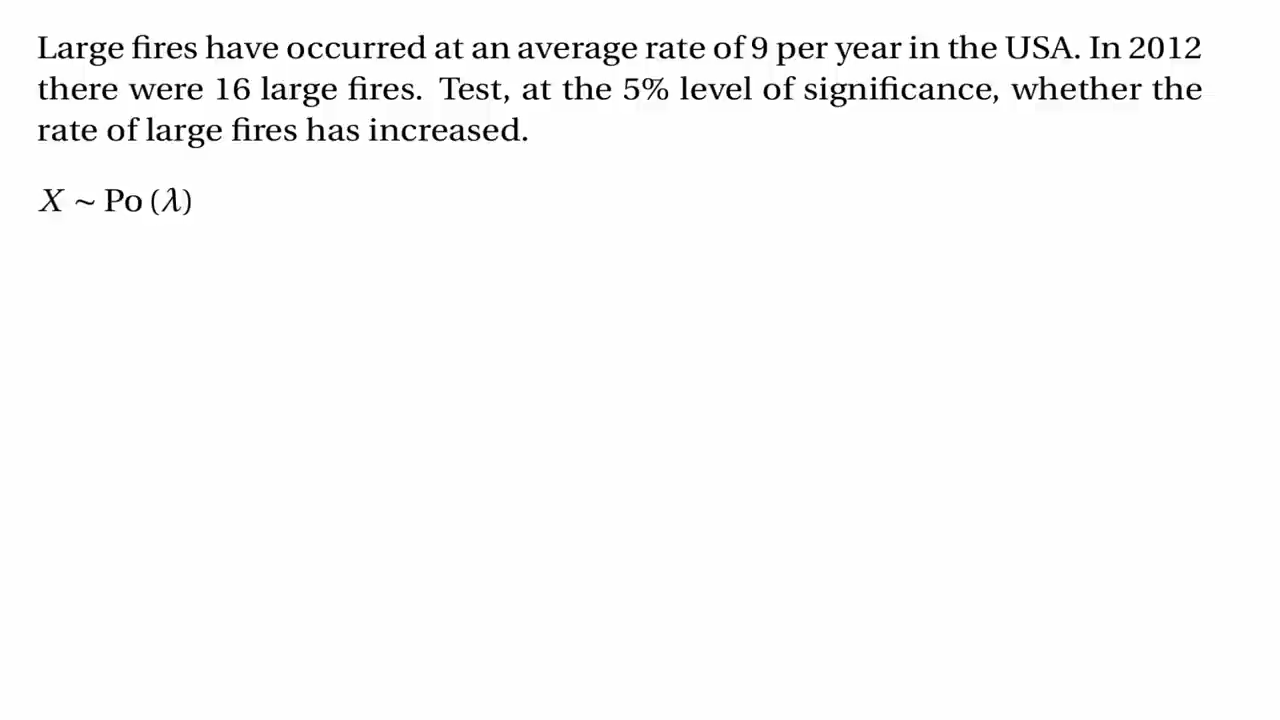 Large fires have occurred at an average rate of 9 per year in the USA. In 2012
there were 16 large fires. Test, at the 5% level of significance, whether the
rate of large fires has increased.
X ~ Po (λ)